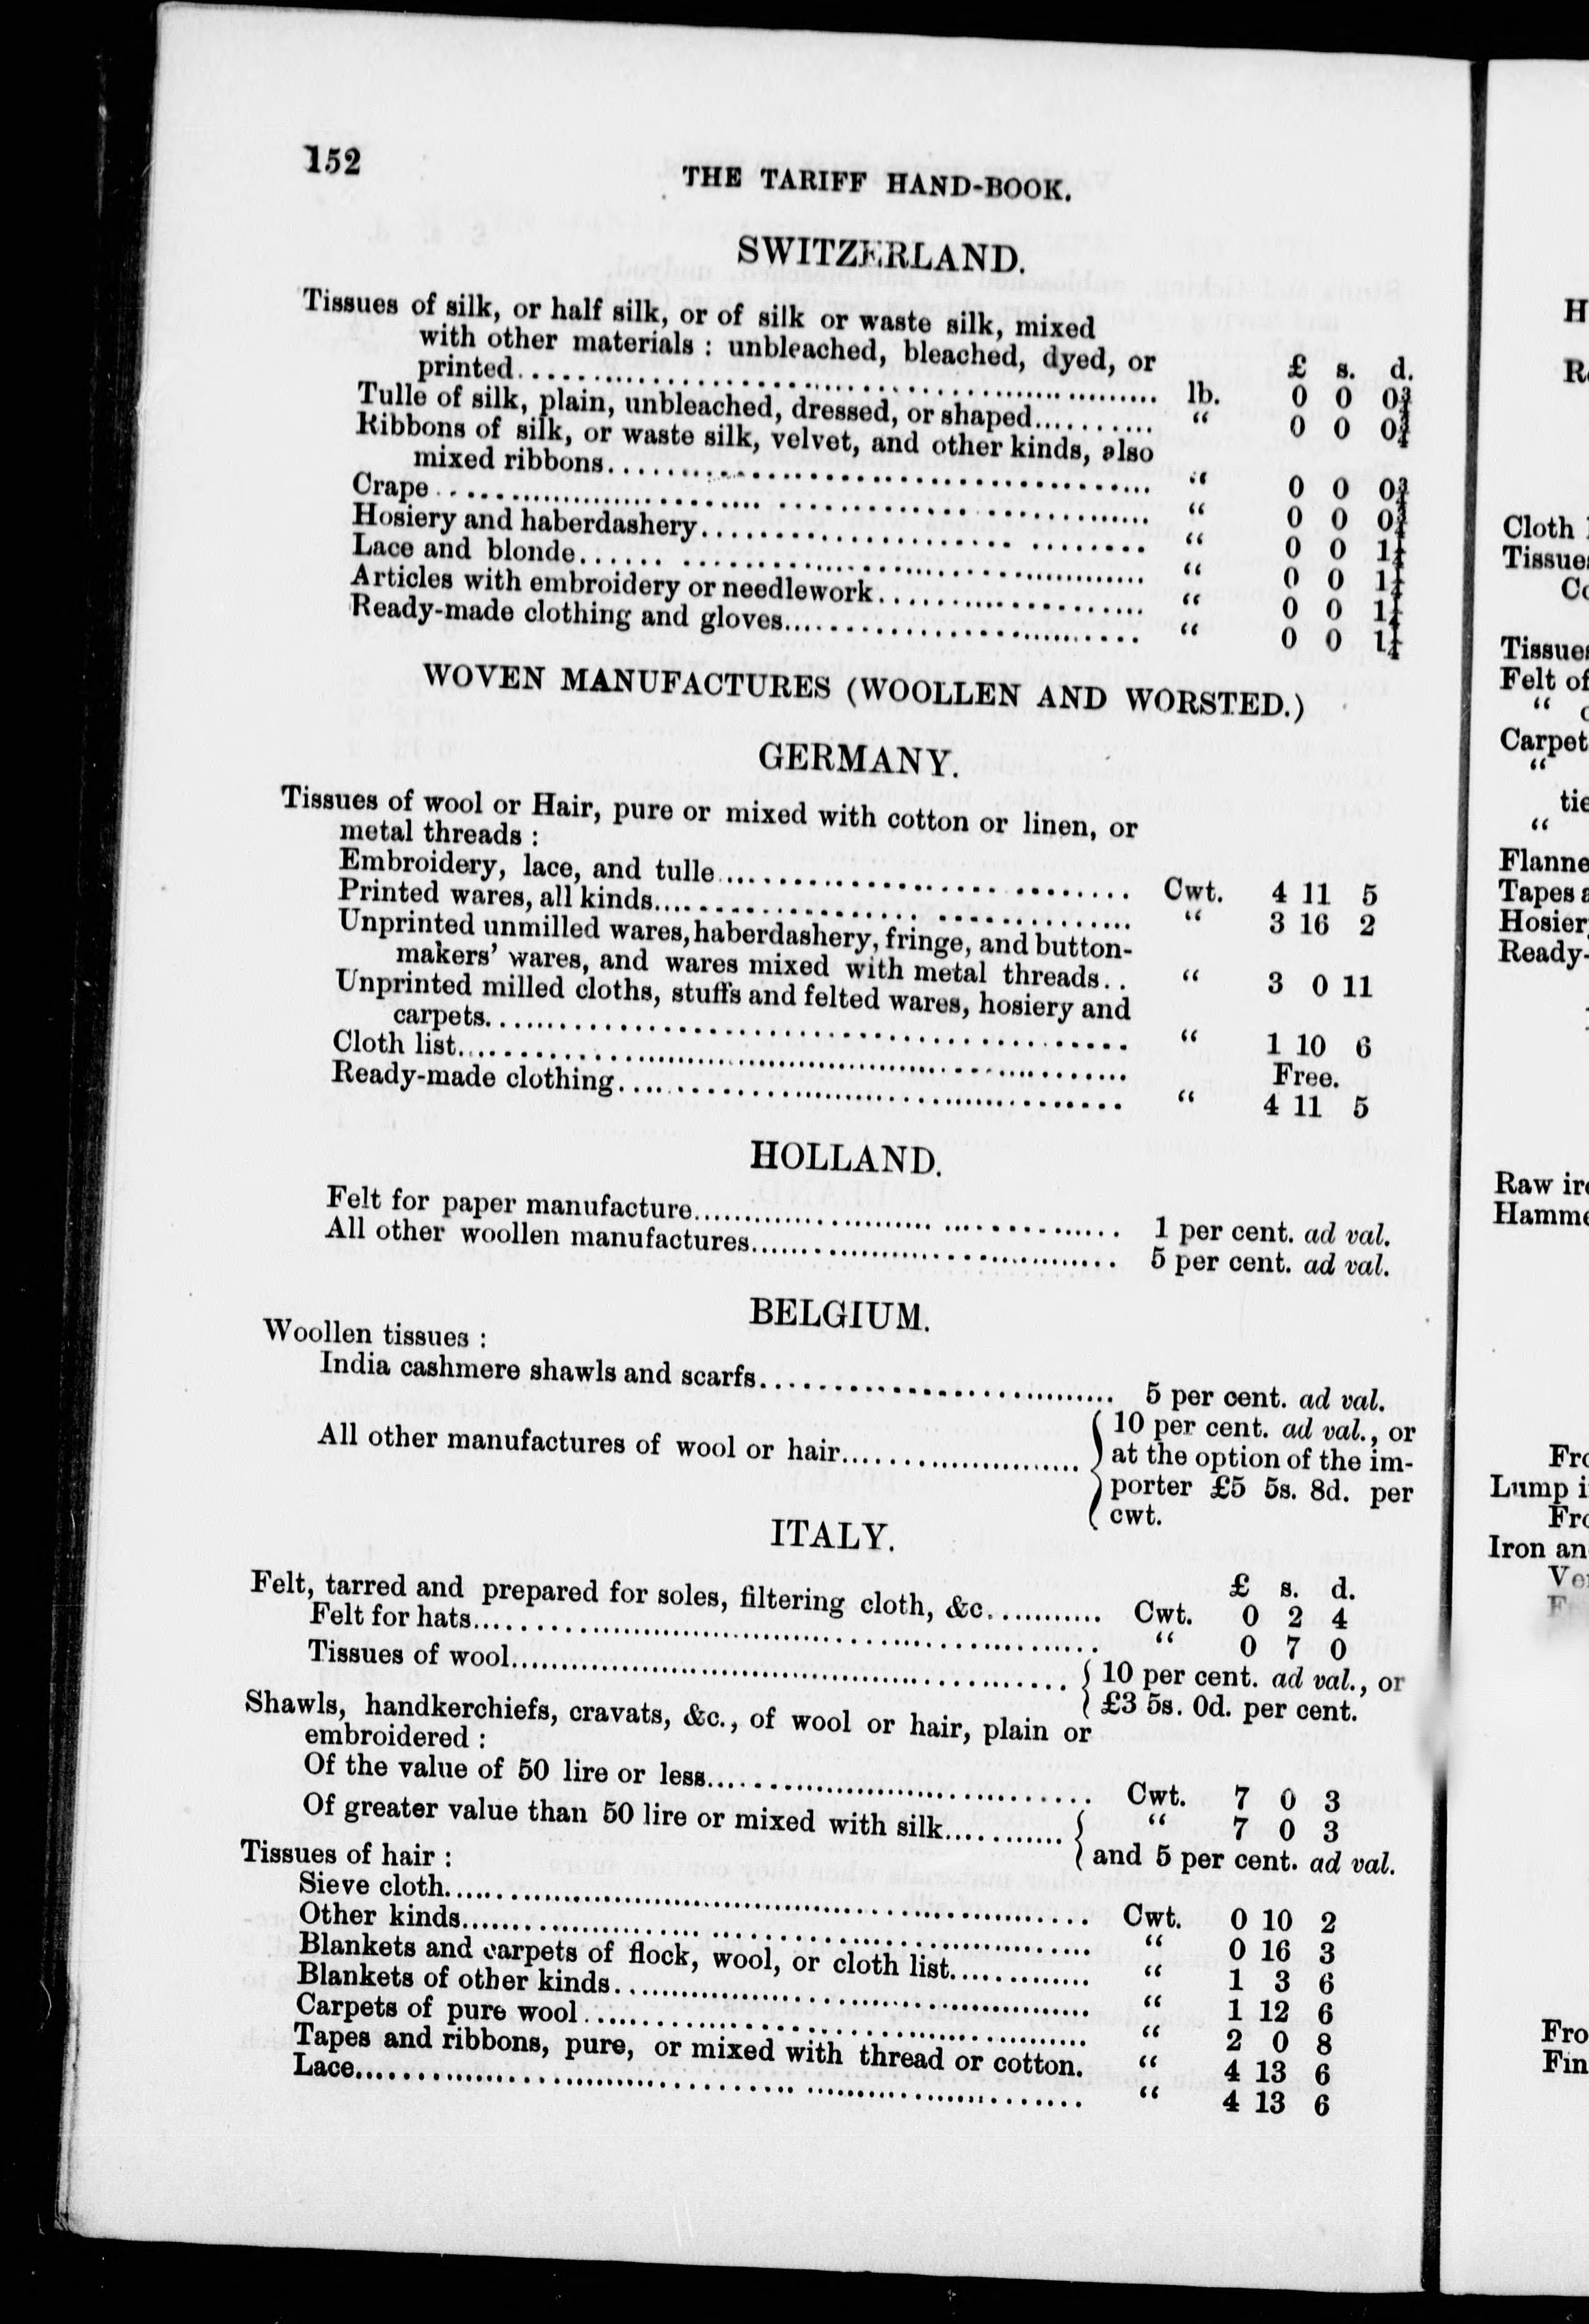 152
THE TARIFF HAND-BOOK.
SWITZERLAND.
Tissues of silk, or half silk, or of silk or waste silk, mixed
with other materials : unbleached, bleached, dyed, or £ s. d.
printed........................ lb. 0 0 0¾
Tulle of silk, plain, unbleached, dressed, or shaped........... “ 0 0 0¾
Ribbons of silk, or waste silk, velvet, and other kinds, also
mixed ribbons........................ “ 0 0 0¾
Crape........................ “ 0 0 0¾
Hosiery and haberdashery........................ “ 0 0 1¼
Lace and blonde........................ “ 0 0 1¼
Articles with embroidery or needlework........................ “ 0 0 1¼
Ready-made clothing and gloves........................ “ 0 0 1¼
WOVEN MANUFACTURES (WOOLLEN AND WORSTED.)
GERMANY.
Tissues of wool or Hair, pure or mixed with cotton or linen, or
metal threads :
Embroidery, lace, and tulle........................ Cwt. 4 11 5
Printed wares, all kinds........................ “ 3 16 2
Unprinted unmilled wares, haberdashery, fringe, and button-
makers’ wares, and wares mixed with metal threads.. “ 3 0 11
Unprinted milled cloths, stuffs and felted wares, hosiery and
carpets........................ “ 1 10 6
Cloth list........................ Free.
Ready-made clothing........................ “ 4 11 5
HOLLAND.
Felt for paper manufacture........................ 1 per cent. ad val.
All other woollen manufactures........................ 5 per cent. ad val.
BELGIUM.
Woollen tissues :
India cashmere shawls and scarfs........................ 5 per cent. ad val.
10 per cent. ad val., or
All other manufactures of wool or hair........................ at the option of the im-
porter £5 5s. 8d. per
cwt.
ITALY.
£ s. d.
Felt, tarred and prepared for soles, filtering cloth, &c........... Cwt. 0 2 4
Felt for hats........................ “ 0 7 0
Tissues of wool........................ 10 per cent. ad val., or
£3 5s. 0d. per cent.
Shawls, handkerchiefs, cravats, &c., of wool or hair, plain or
embroidered :
Of the value of 50 lire or less........................ Cwt. 7 0 3
Of greater value than 50 lire or mixed with silk............ “ 7 0 3
and 5 per cent. ad val.
Tissues of hair :
Sieve cloth........................ Cwt. 0 10 2
Other kinds........................ “ 0 16 3
Blankets and carpets of flock, wool, or cloth list............. “ 1 3 6
Blankets of other kinds........................ “ 1 12 6
Carpets of pure wool........................ “ 2 0 8
Tapes and ribbons, pure, or mixed with thread or cotton. “ 4 13 6
Lace........................ “ 4 13 6
Cloth
Tissues
Tissues
Felt of
“
Carpet
“
“
Tapes
Ready-
Raw
Lump
Iron